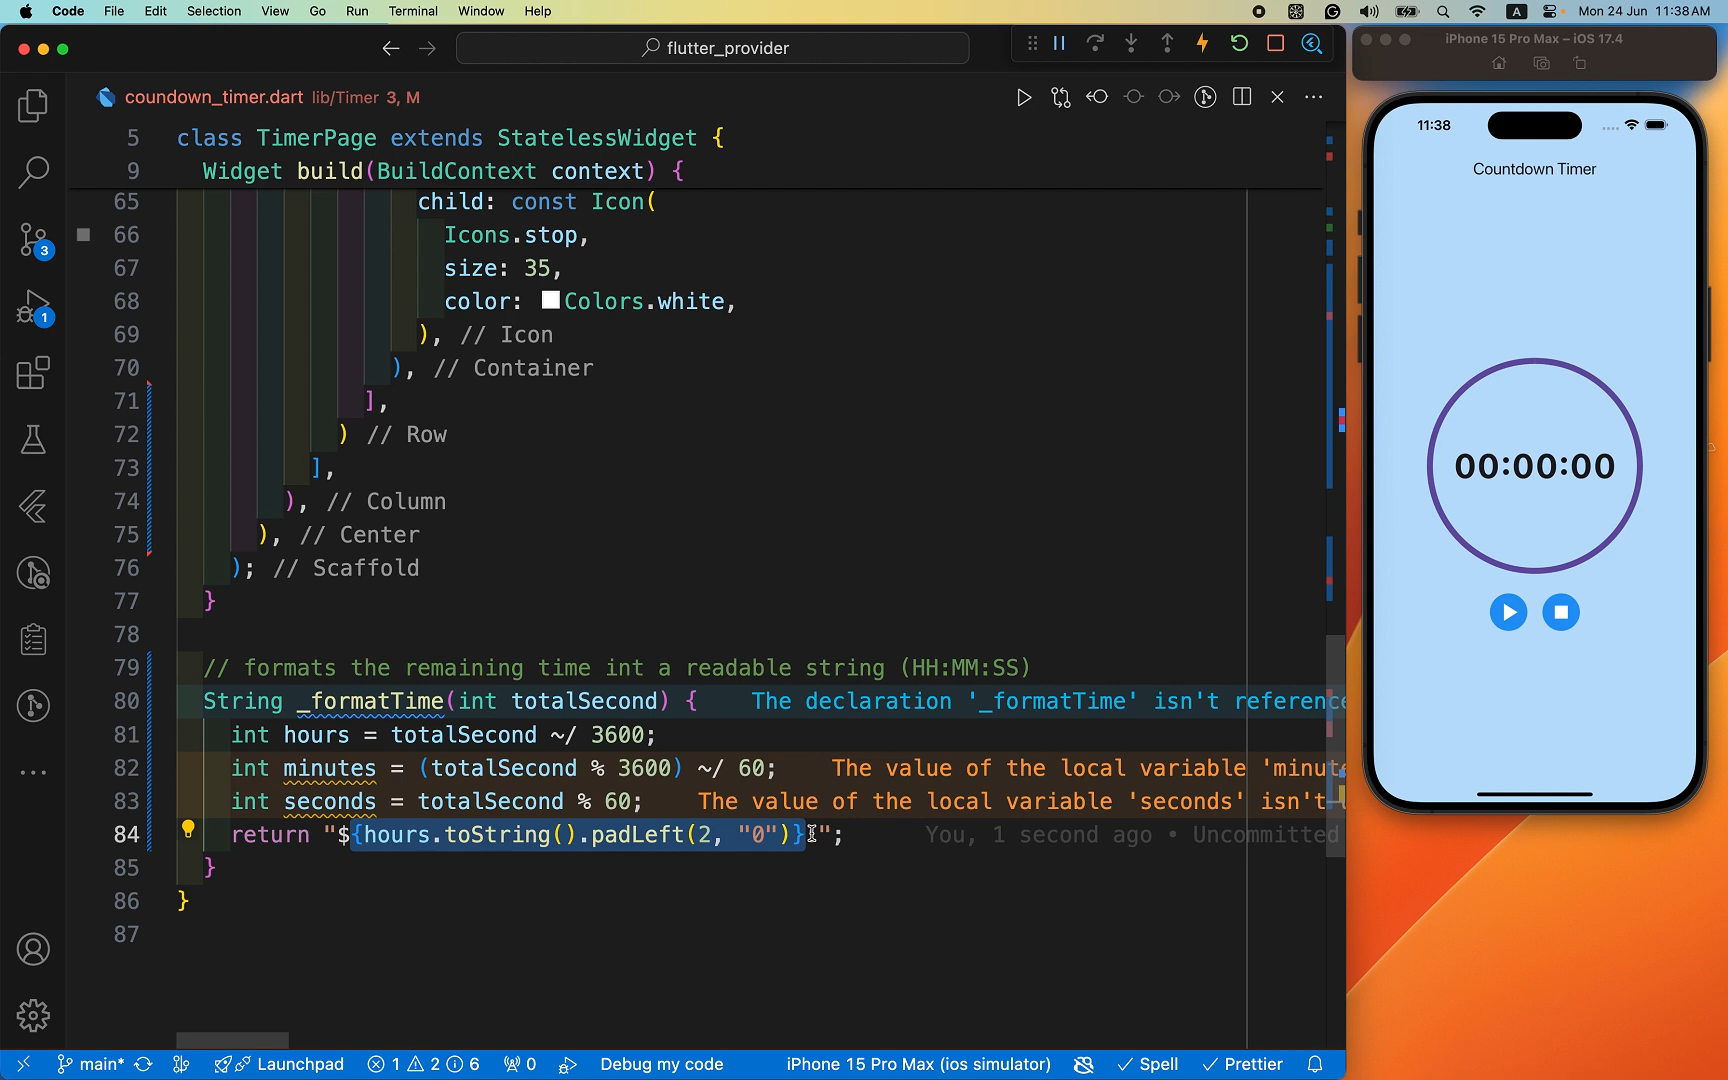 Code File Edit Selection View Go Run Terminal Window Help
A Mon 24 Jun 11:38 AM
flutter_provider
iPhone 15 Pro Max – iOS 17.4
coundown_timer.dart lib/Timer 3, M
5 class TimerPage extends StatelessWidget {
9 Widget build(BuildContext context) {
65 child: const Icon(
66 Icons.stop,
67 size: 35,
68 color: Colors.white,
69 ), // Icon
70 ), // Container
71 ],
72 ) // Row
73 ],
74 ), // Column
75 ), // Center
76 ); // Scaffold
77 }
78
79 // formats the remaining time int a readable string (HH:MM:SS)
80 String _formatTime(int totalSecond) { The declaration '_formatTime' isn't reference
81 int hours = totalSecond ~/ 3600;
82 int minutes = (totalSecond % 3600) ~/ 60; The value of the local variable 'minut
83 int seconds = totalSecond % 60; The value of the local variable 'seconds' isn't
84 return "${hours.toString().padLeft(2, "0")}:"; You, 1 second ago • Uncommitted
85 }
86 }
87
3
1
11:38
Countdown Timer
00:00:00
main* Launchpad 1 2 6 0 Debug my code iPhone 15 Pro Max (ios simulator) Spell Prettier